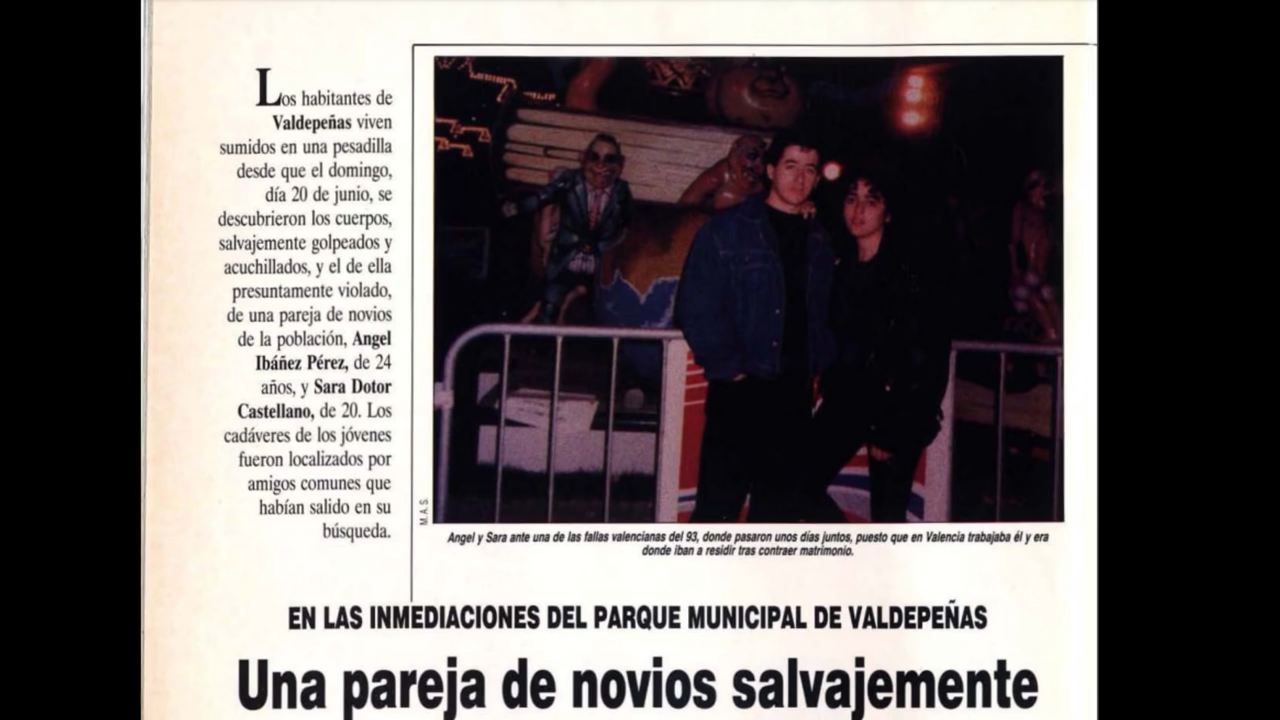 Los habitantes de
Valdepeñas viven
sumidos en una pesadilla
desde que el domingo,
día 20 de junio, se
descubrieron los cuerpos,
salvajemente golpeados y
acuchillados, y el de ella
presuntamente violado,
de una pareja de novios
de la población, Angel
Ibáñez Pérez, de 24
años, y Sara Dotor
Castellano, de 20. Los
cadáveres de los jóvenes
fueron localizados por
amigos comunes que
habían salido en su
búsqueda.
M.A.S.
Angel y Sara ante una de las fallas valencianas del 93, donde pasaron unos días juntos, puesto que en Valencia trabajaba él y era
donde iban a residir tras contraer matrimonio.
EN LAS INMEDIACIONES DEL PARQUE MUNICIPAL DE VALDEPEÑAS
Una pareja de novios salvajemente